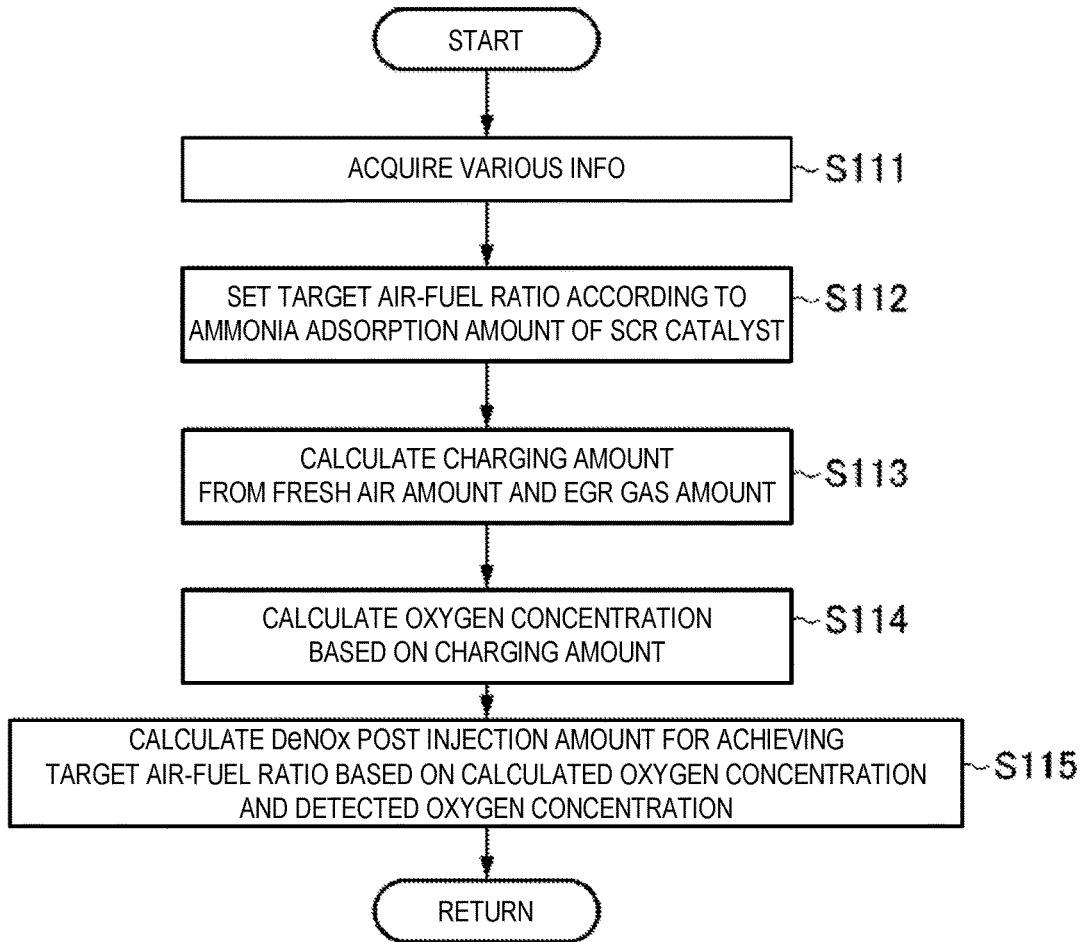 START
ACQUIRE VARIOUS INFO
S111
SET TARGET AIR-FUEL RATIO ACCORDING TO
AMMONIA ADSORPTION AMOUNT OF SCR CATALYST
S112
CALCULATE CHARGING AMOUNT
FROM FRESH AIR AMOUNT AND EGR GAS AMOUNT
S113
CALCULATE OXYGEN CONCENTRATION
BASED ON CHARGING AMOUNT
S114
CALCULATE DeNOx POST INJECTION AMOUNT FOR ACHIEVING
TARGET AIR-FUEL RATIO BASED ON CALCULATED OXYGEN CONCENTRATION
AND DETECTED OXYGEN CONCENTRATION
S115
RETURN